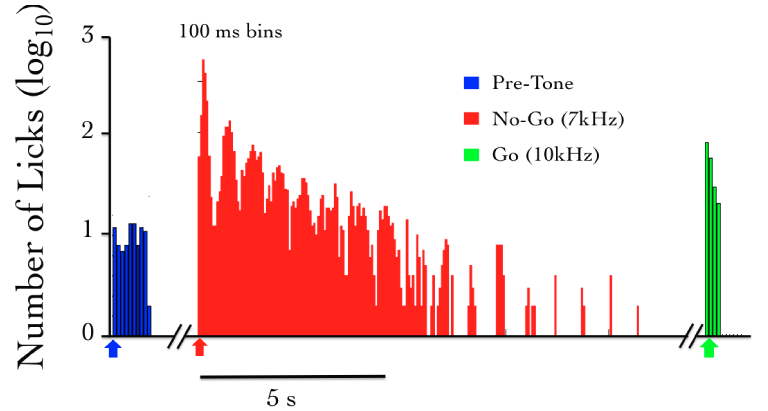 Number of Licks (log10)
3
2
1
0
100 ms bins
Pre-Tone
No-Go (7kHz)
Go (10kHz)
5 s